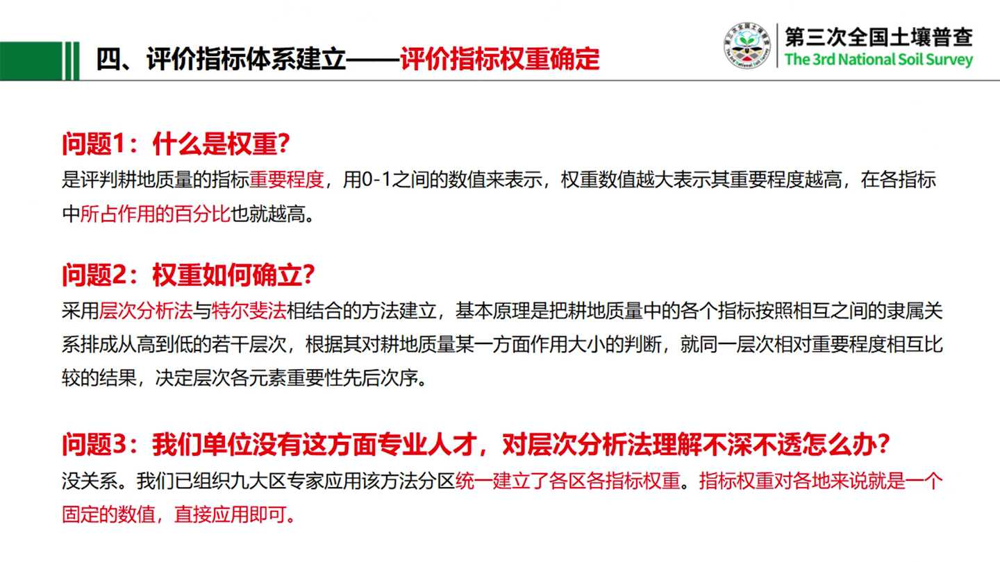 四、评价指标体系建立——评价指标权重确定
第三次全国土壤普查
The 3rd National Soil Survey
问题1：什么是权重？
是评判耕地质量的指标重要程度，用0-1之间的数值来表示，权重数值越大表示其重要程度越高，在各指标
中所占作用的百分比也就越高。
问题2：权重如何确立？
采用层次分析法与特尔斐法相结合的方法建立，基本原理是把耕地质量中的各个指标按照相互之间的隶属关
系排成从高到低的若干层次，根据其对耕地质量某一方面作用大小的判断，就同一层次相对重要程度相互比
较的结果，决定层次各元素重要性先后次序。
问题3：我们单位没有这方面专业人才，对层次分析法理解不深不透怎么办？
没关系。我们已组织九大区专家应用该方法分区统一建立了各区各指标权重。指标权重对各地来说就是一个
固定的数值，直接应用即可。